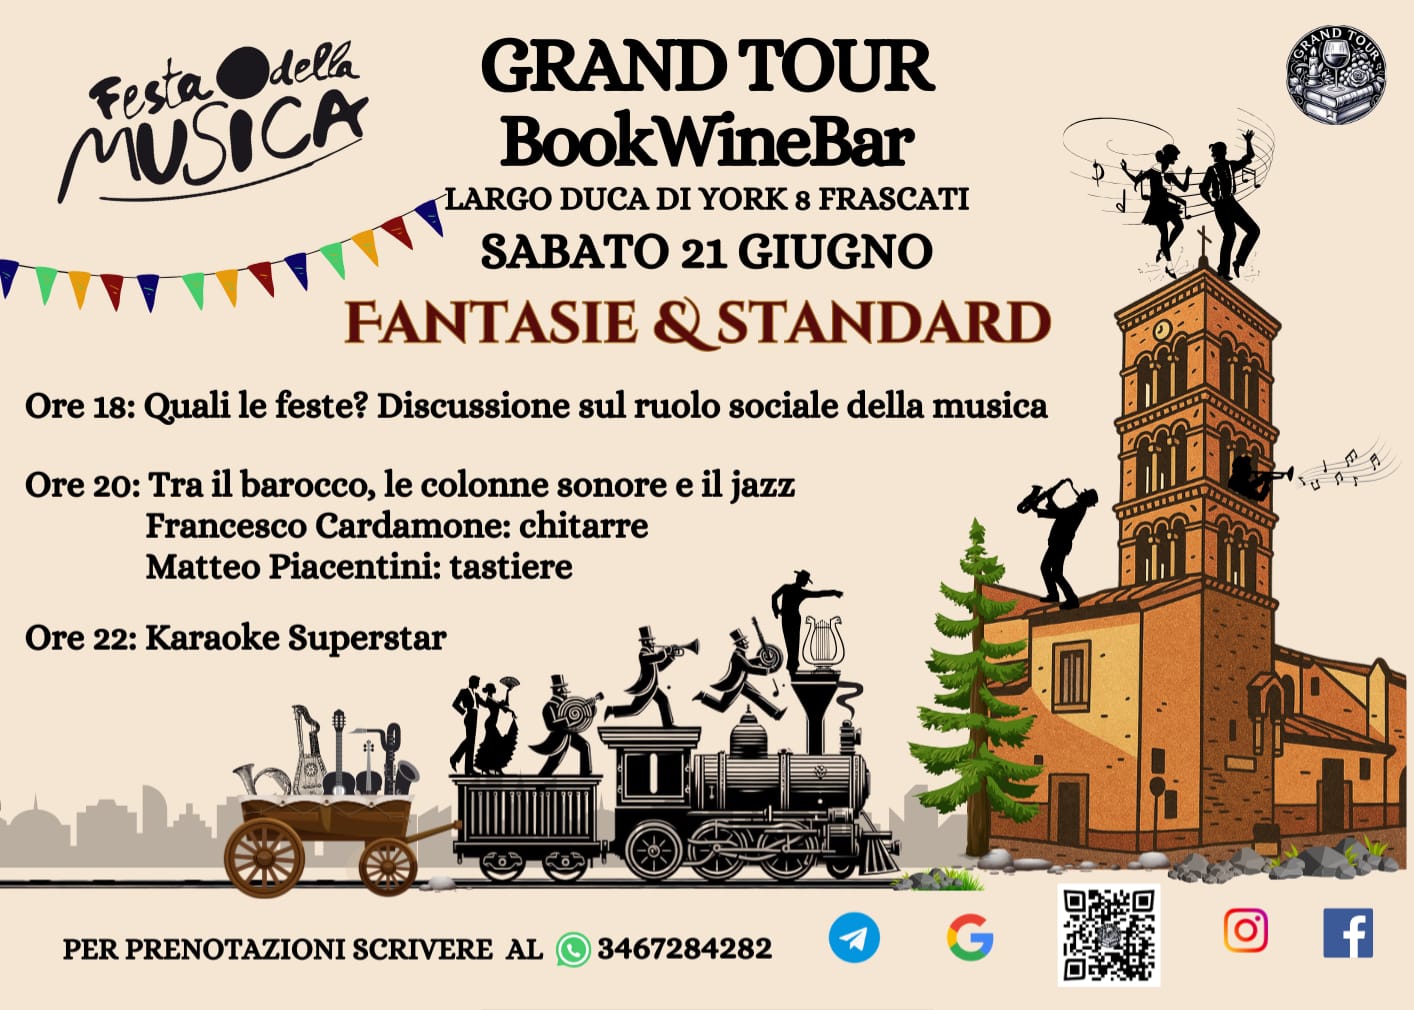 Festa della
MUSICA
GRAND TOUR
BookWineBar
LARGO DUCA DI YORK 8 FRASCATI
SABATO 21 GIUGNO
FANTASIE & STANDARD
GRAND TOUR
Ore 18: Quali le feste? Discussione sul ruolo sociale della musica
Ore 20: Tra il barocco, le colonne sonore e il jazz
Francesco Cardamone: chitarre
Matteo Piacentini: tastiere
Ore 22: Karaoke Superstar
PER PRENOTAZIONI SCRIVERE AL 3467284282